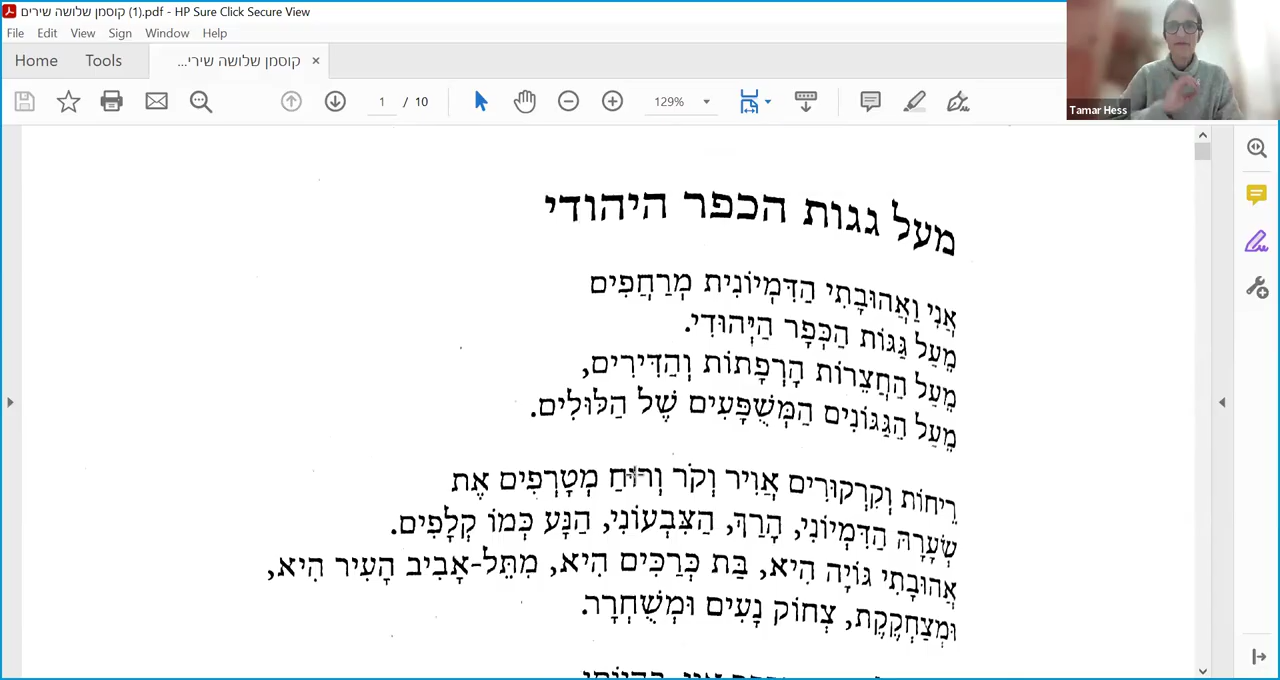 קוסמן שלושה שירים (1).pdf - HP Sure Click Secure View
File Edit View Sign Window Help
Home Tools קוסמן שלושה שירי... ×
1 / 10 129%
Tamar Hess
מעל גגות הכפר היהודי
אֲנִי וַאֲהוּבָתִי הַדִּמְיוֹנִית מְרַחֲפִים
מֵעַל גַּגּוֹת הַכְּפָר הַיְּהוּדִי.
מֵעַל הַחֲצֵרוֹת הָרְפָתוֹת וְהַדִּירִים,
מֵעַל הַגַּגּוֹנִים הַמְּשֻׁפָּעִים שֶׁל הַלּוּלִים.
רֵיחוֹת וְקִרְקוּרִים אֲוִיר וְקֹר וְרוּחַ מְטָרְפִים אֶת
שְׂעָרָהּ הַדִּמְיוֹנִי, הָרַךְ, הַצִּבְעוֹנִי, הַנָּע כְּמוֹ קְלָפִים.
אֲהוּבָתִי גּוֹיָה הִיא, בַּת כְּרַכִּים הִיא, מִתֵּל-אָבִיב הָעִיר הִיא,
וּמְצַחְקֶקֶת, צְחוֹק נָעִים וּמְשֻׁחְרָר.